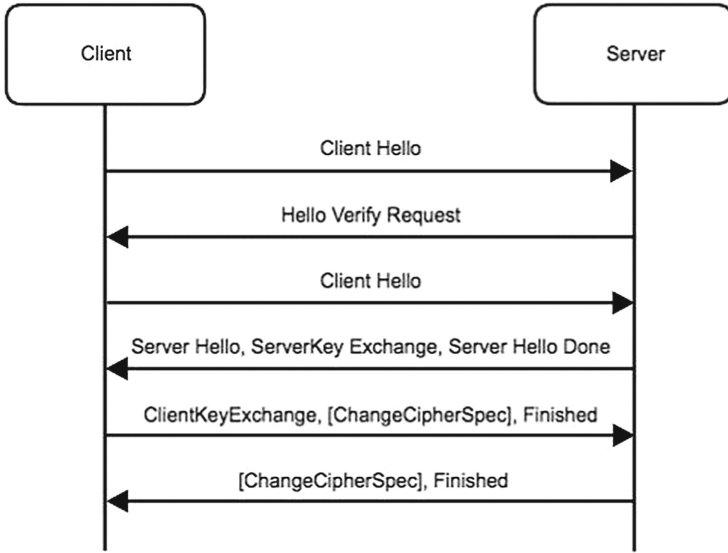 Client
Server
Client Hello
Hello Verify Request
Client Hello
Server Hello, ServerKey Exchange, Server Hello Done
ClientKeyExchange, [ChangeCipherSpec], Finished
[ChangeCipherSpec], Finished